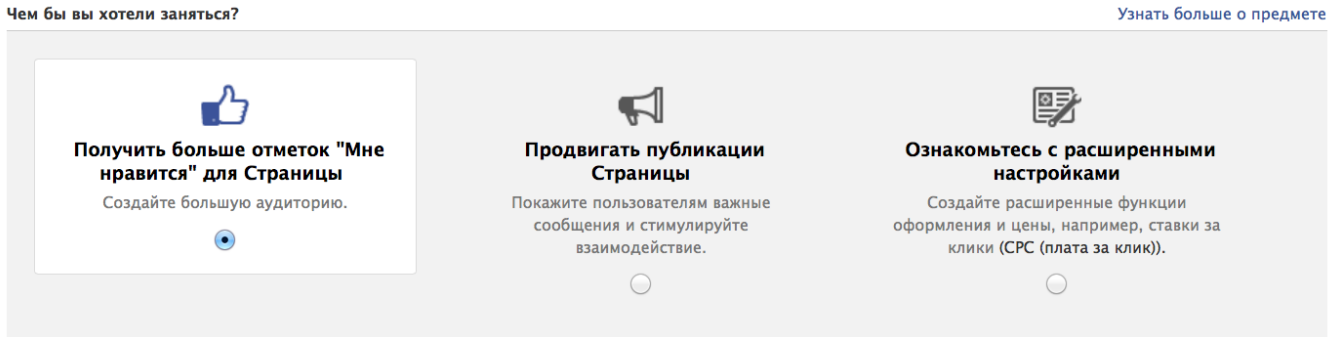 Чем бы вы хотели заняться?
Узнать больше о предмете
Получить больше отметок "Мне
нравится" для Страницы
Создайте большую аудиторию.
Продвигать публикации
Страницы
Покажите пользователям важные
сообщения и стимулируйте
взаимодействие.
Ознакомьтесь с расширенными
настройками
Создайте расширенные функции
оформления и цены, например, ставки за
клики (CPC (плата за клик)).